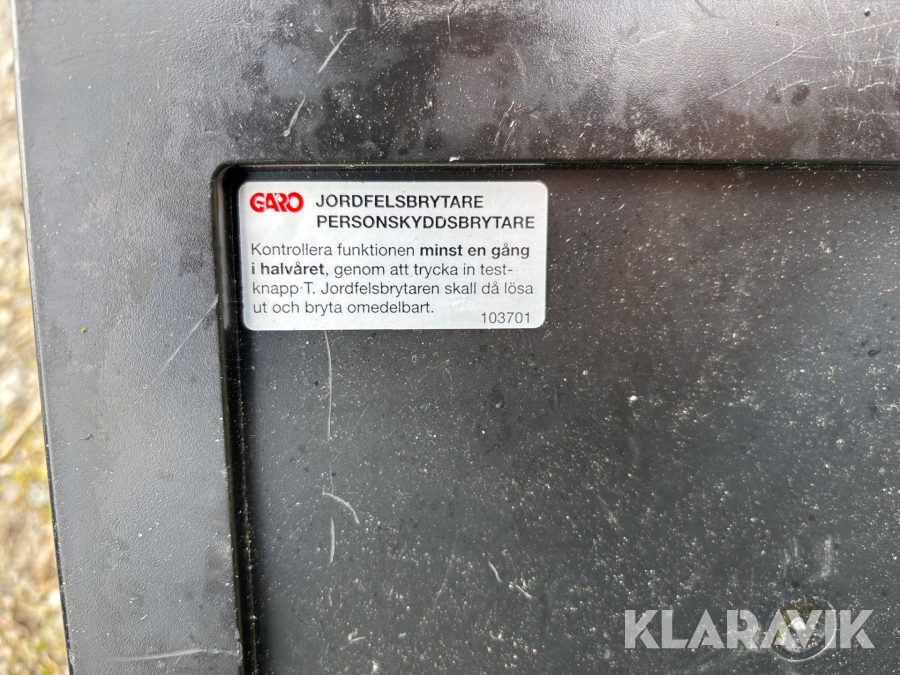 GARO JORDFELSBRYTARE
PERSONSKYDDSBRYTARE
Kontrollera funktionen minst en gång
i halvåret, genom att trycka in test-
knapp T. Jordfelsbrytaren skall då lösa
ut och bryta omedelbart.
103701
KLARAVIK